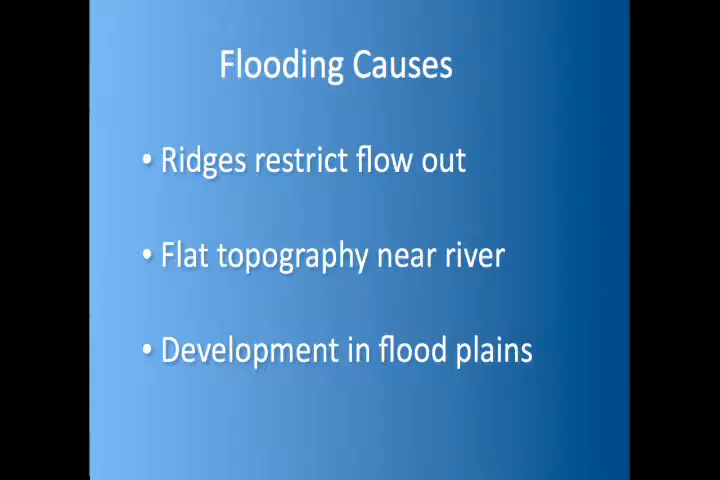 Flooding Causes
• Ridges restrict flow out
• Flat topography near river
• Development in flood plains